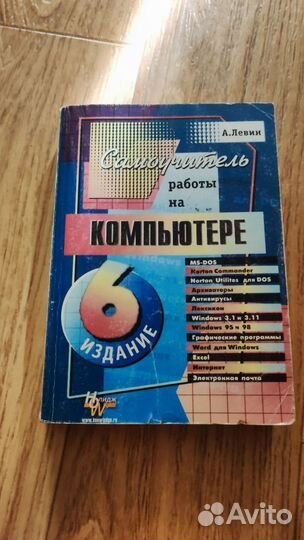 А.Левин
Самоучитель
работы
на
КОМПЬЮТЕРЕ
6
ИЗДАНИЕ
MS-DOS
Norton Commander
Norton Utilites для DOS
Архиваторы
Антивирусы
Лексикон
Windows 3.1 и 3.11
Windows 95 и 98
Графические программы
Word для Windows
Excel
Интернет
Электронная почта
Нолидж
Avito